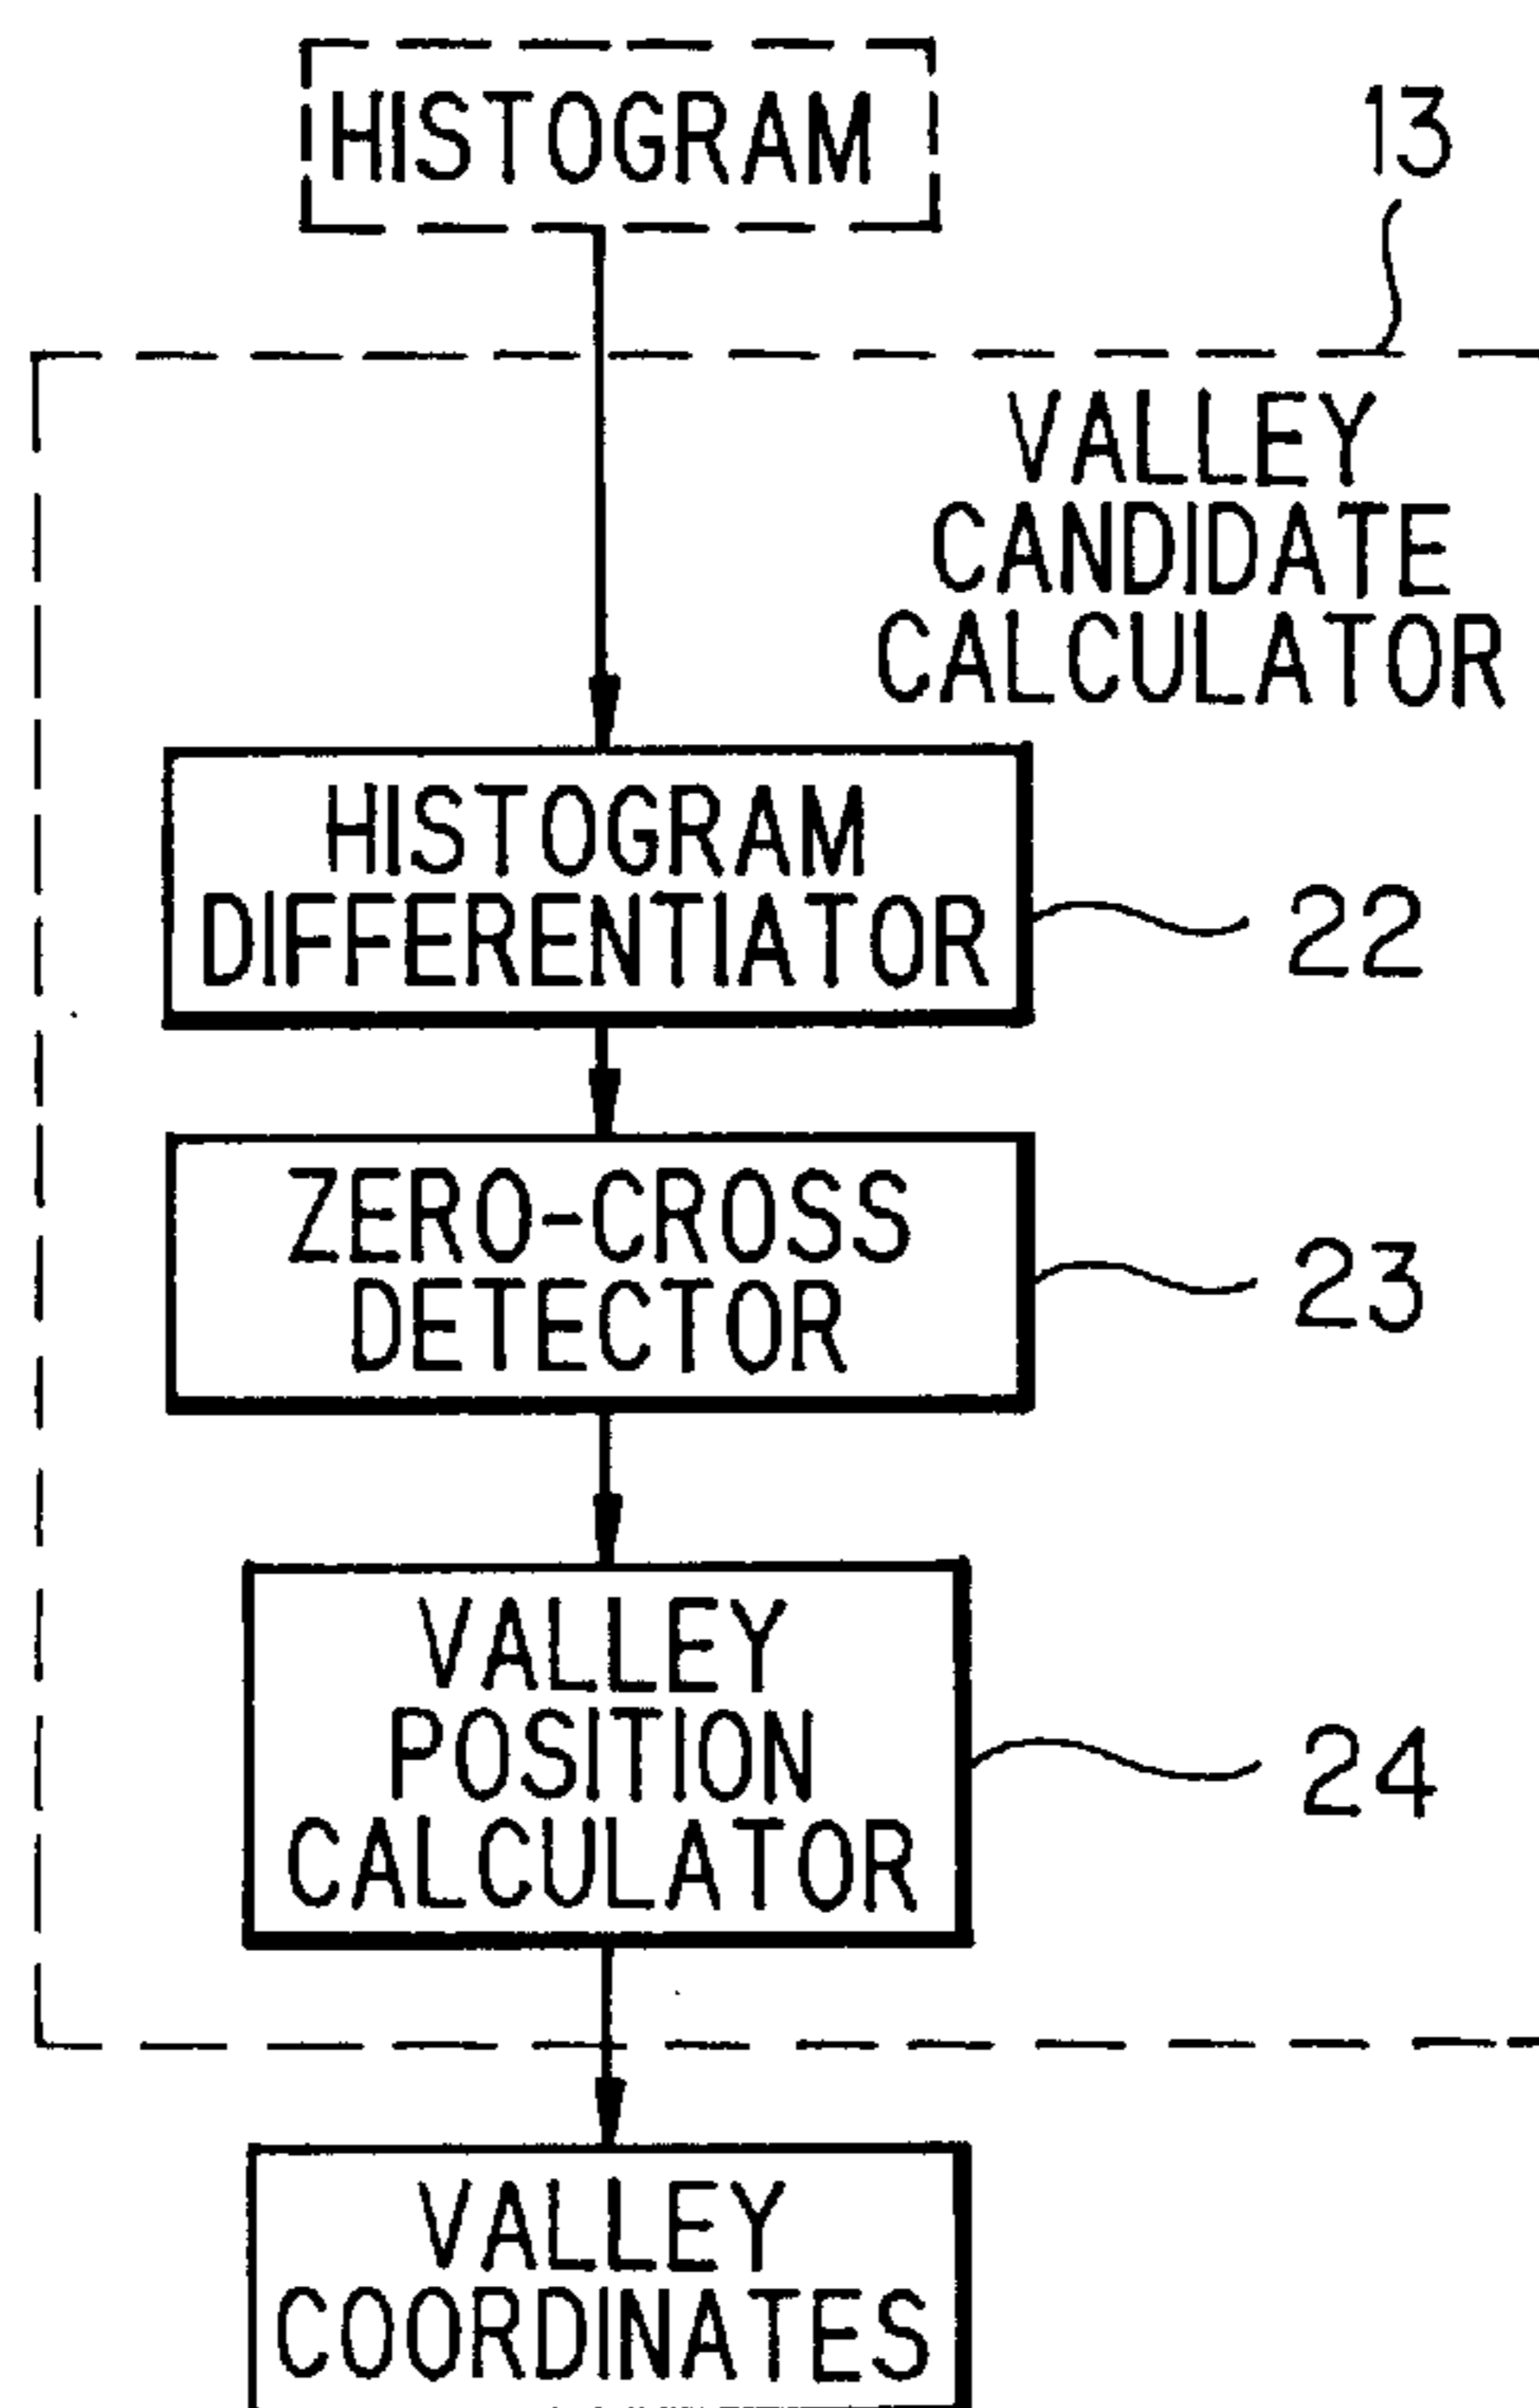 HISTOGRAM
13
VALLEY
CANDIDATE
CALCULATOR
HISTOGRAM
DIFFERENTIATOR
22
ZERO-CROSS
DETECTOR
23
VALLEY
POSITION
CALCULATOR
24
VALLEY
COORDINATES